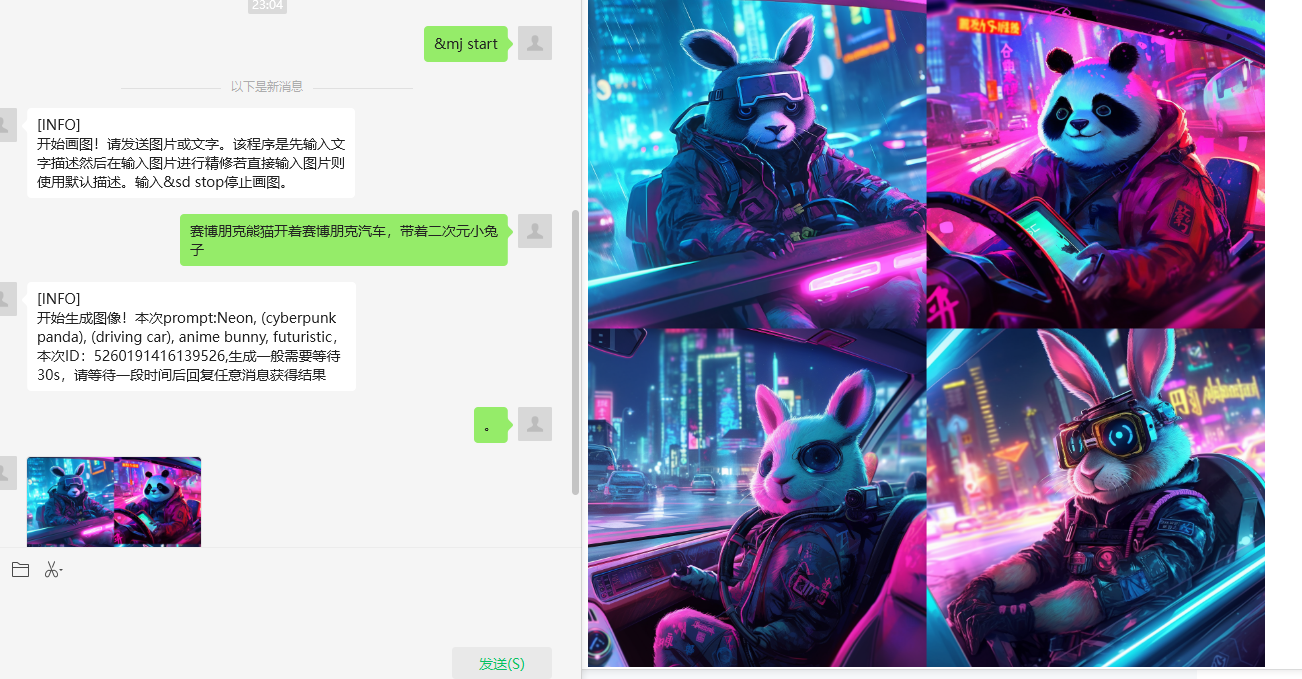 23:04
&mj start
以下是新消息
[INFO]
开始画图！请发送图片或文字。该程序是先输入文
字描述然后在输入图片进行精修若直接输入图片则
使用默认描述。输入&sd stop停止画图。
赛博朋克熊猫开着赛博朋克汽车，带着二次元小兔
子
[INFO]
开始生成图像！本次prompt:Neon, (cyberpunk
panda), (driving car), anime bunny, futuristic，
本次ID：5260191416139526,生成一般需要等待
30s，请等待一段时间后回复任意消息获得结果
。
发送(S)